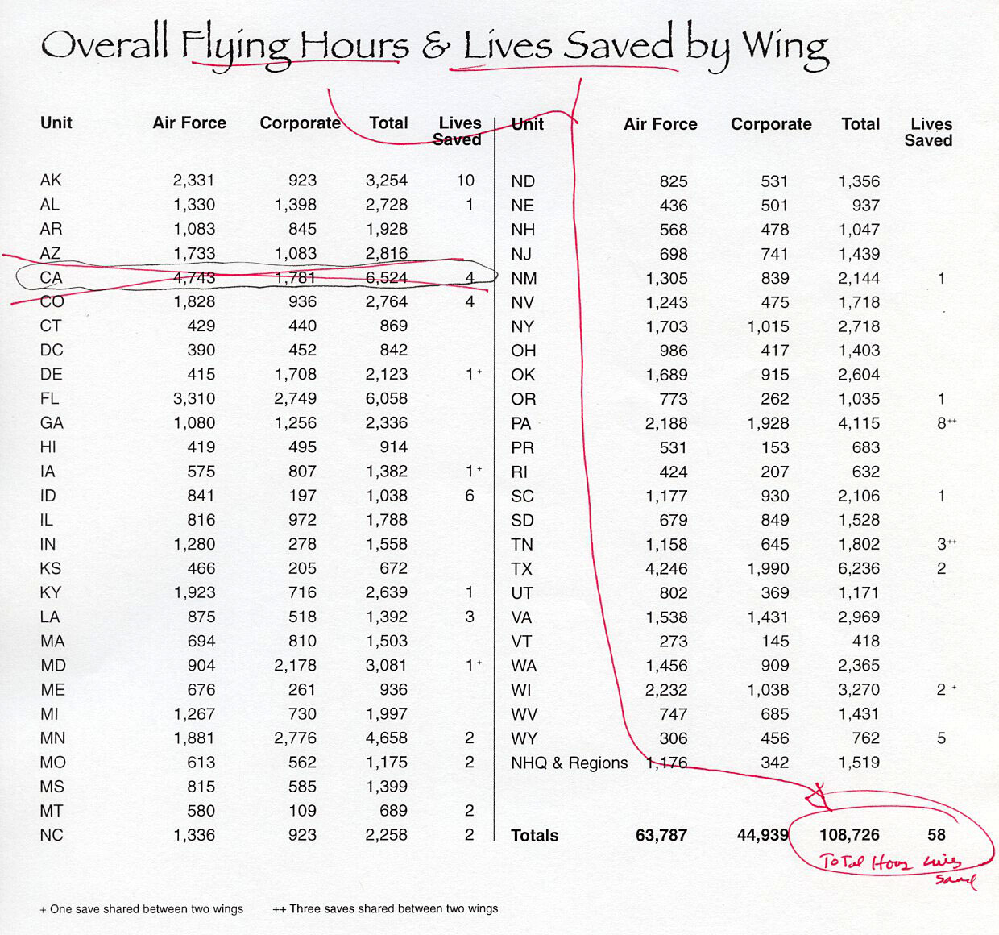 Overall Flying Hours & Lives Saved by Wing
Unit Air Force Corporate Total Lives Saved
AK 2,331 923 3,254 10
AL 1,330 1,398 2,728 1
AR 1,083 845 1,928
AZ 1,733 1,083 2,816
CA 4,743 1,781 6,524 4
CO 1,828 936 2,764 4
CT 429 440 869
DC 390 452 842
DE 415 1,708 2,123 1+
FL 3,310 2,749 6,058
GA 1,080 1,256 2,336
HI 419 495 914
IA 575 807 1,382 1+
ID 841 197 1,038 6
IL 816 972 1,788
IN 1,280 278 1,558
KS 466 205 672
KY 1,923 716 2,639 1
LA 875 518 1,392 3
MA 694 810 1,503
MD 904 2,178 3,081 1+
ME 676 261 936
MI 1,267 730 1,997
MN 1,881 2,776 4,658 2
MO 613 562 1,175 2
MS 815 585 1,399
MT 580 109 689 2
NC 1,336 923 2,258 2
Unit Air Force Corporate Total Lives Saved
ND 825 531 1,356
NE 436 501 937
NH 568 478 1,047
NJ 698 741 1,439
NM 1,305 839 2,144 1
NV 1,243 475 1,718
NY 1,703 1,015 2,718
OH 986 417 1,403
OK 1,689 915 2,604
OR 773 262 1,035 1
PA 2,188 1,928 4,115 8++
PR 531 153 683
RI 424 207 632
SC 1,177 930 2,106 1
SD 679 849 1,528
TN 1,158 645 1,802 3++
TX 4,246 1,990 6,236 2
UT 802 369 1,171
VA 1,538 1,431 2,969
VT 273 145 418
WA 1,456 909 2,365
WI 2,232 1,038 3,270 2 +
WV 747 685 1,431
WY 306 456 762 5
NHQ & Regions 1,176 342 1,519
Totals 63,787 44,939 108,726 58
Total
+ One save shared between two wings ++ Three saves shared between two wings